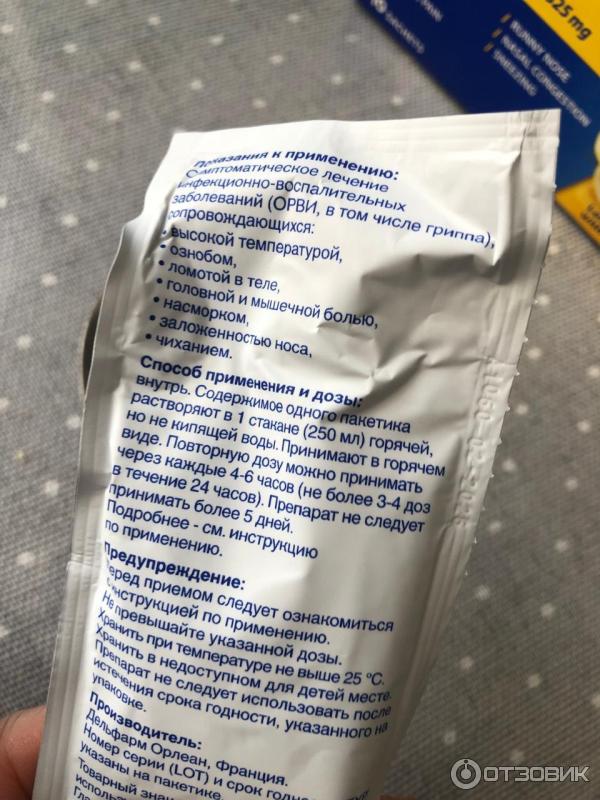 325 mg
RUNNY NOSE
NASAL CONGESTION
SNEEZING
SACHETS
Показания к применению:
Симптоматическое лечение
инфекционно-воспалительных
заболеваний (ОРВИ, в том числе гриппа),
сопровождающихся:
• высокой температурой,
• ознобом,
• ломотой в теле,
• головной и мышечной болью,
• насморком,
• заложенностью носа,
• чиханием.
Способ применения и дозы:
внутрь. Содержимое одного пакетика
растворяют в 1 стакане (250 мл) горячей,
но не кипящей воды. Принимают в горячем
виде. Повторную дозу можно принимать
через каждые 4-6 часов (не более 3-4 доз
в течение 24 часов). Препарат не следует
принимать более 5 дней.
Подробнее - см. инструкцию
по применению.
Предупреждение:
Перед приемом следует ознакомиться
с инструкцией по применению.
Не превышайте указанной дозы.
Хранить при температуре не выше 25 °C.
Хранить в недоступном для детей месте.
Препарат не следует использовать после
истечения срока годности, указанного на
упаковке.
Производитель:
Дельфарм Орлеан, Франция.
Номер серии (LOT) и срок годности
указаны на пакетике.
Товарный знак
ОТЗОВИК